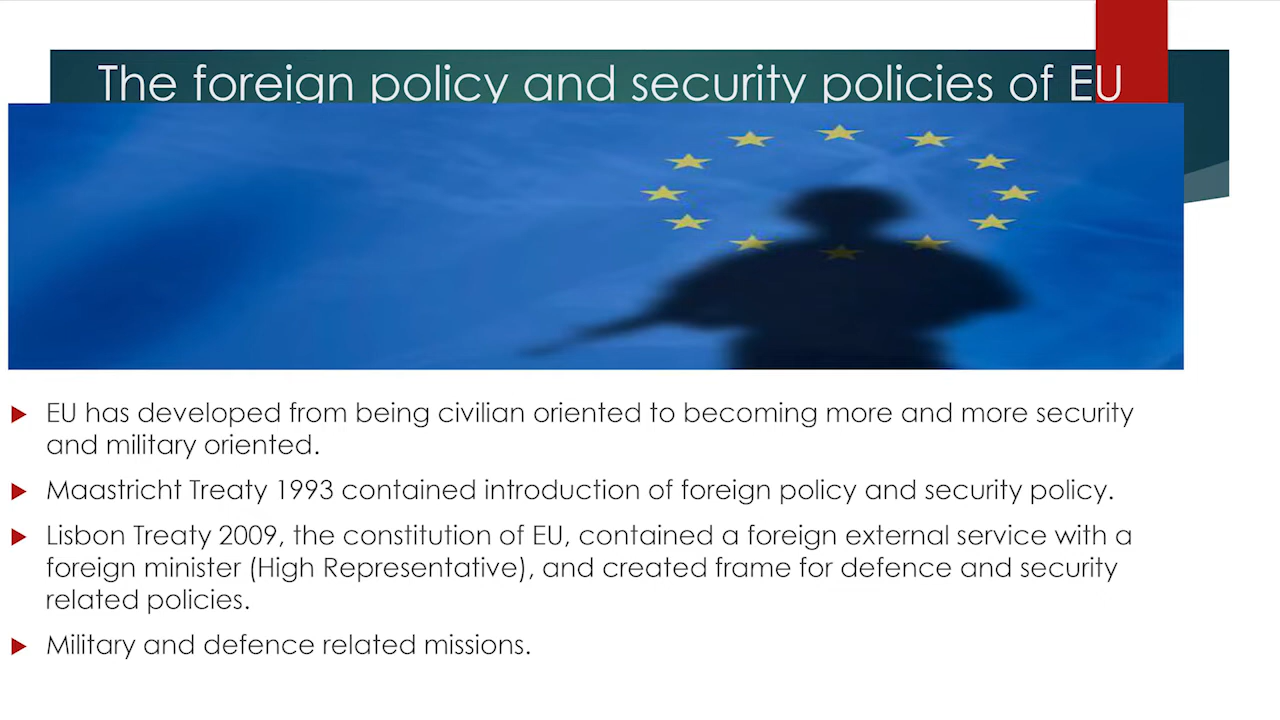 The foreign policy and security policies of EU
EU has developed from being civilian oriented to becoming more and more security
and military oriented.
Maastricht Treaty 1993 contained introduction of foreign policy and security policy.
Lisbon Treaty 2009, the constitution of EU, contained a foreign external service with a
foreign minister (High Representative), and created frame for defence and security
related policies.
Military and defence related missions.